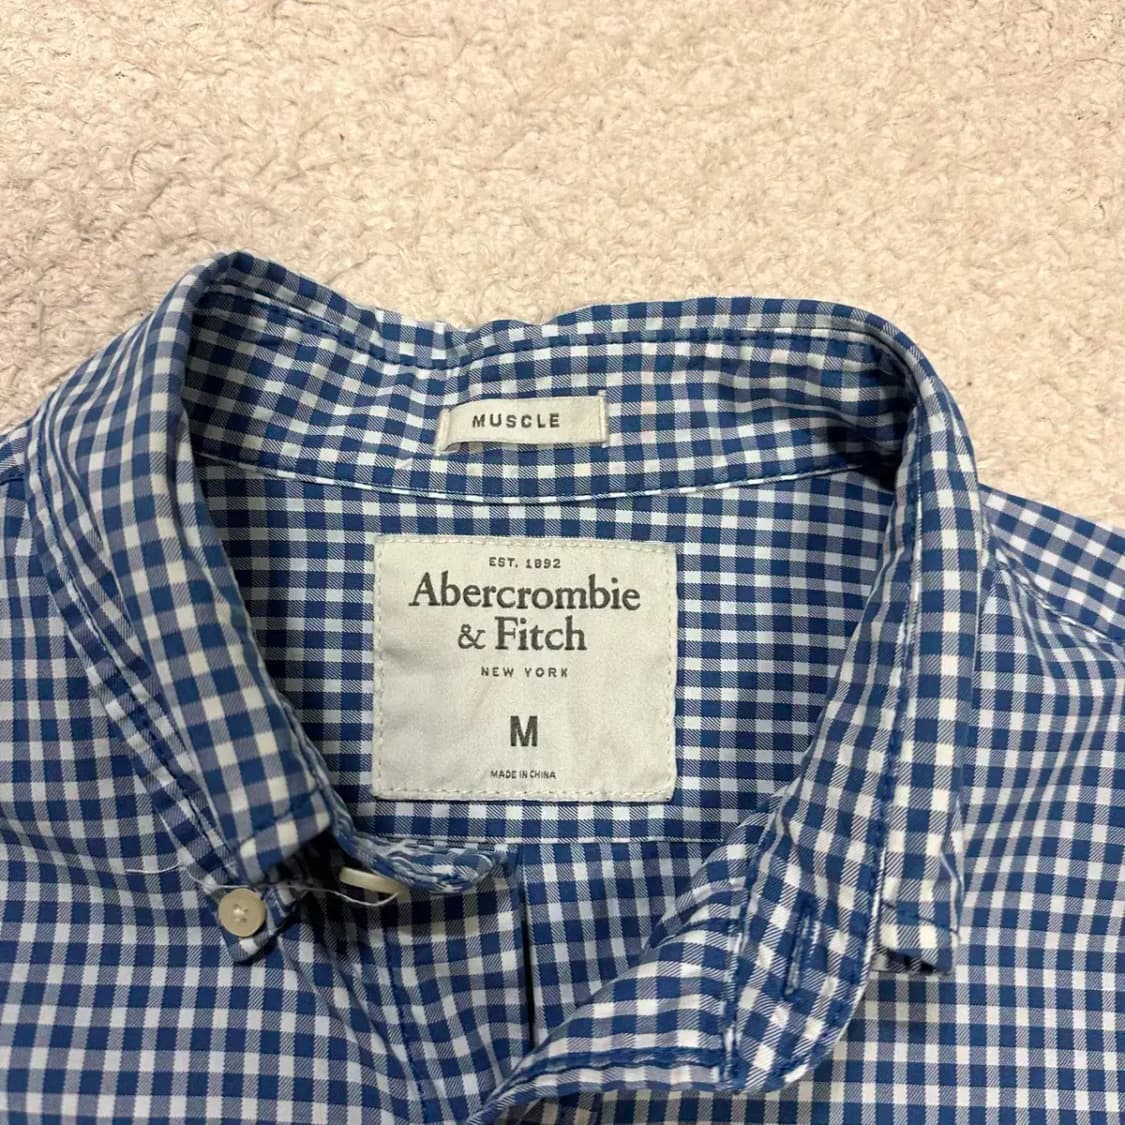 MUSCLE
EST. 1892
Abercrombie
& Fitch
NEW YORK
M
MADE IN CHINA